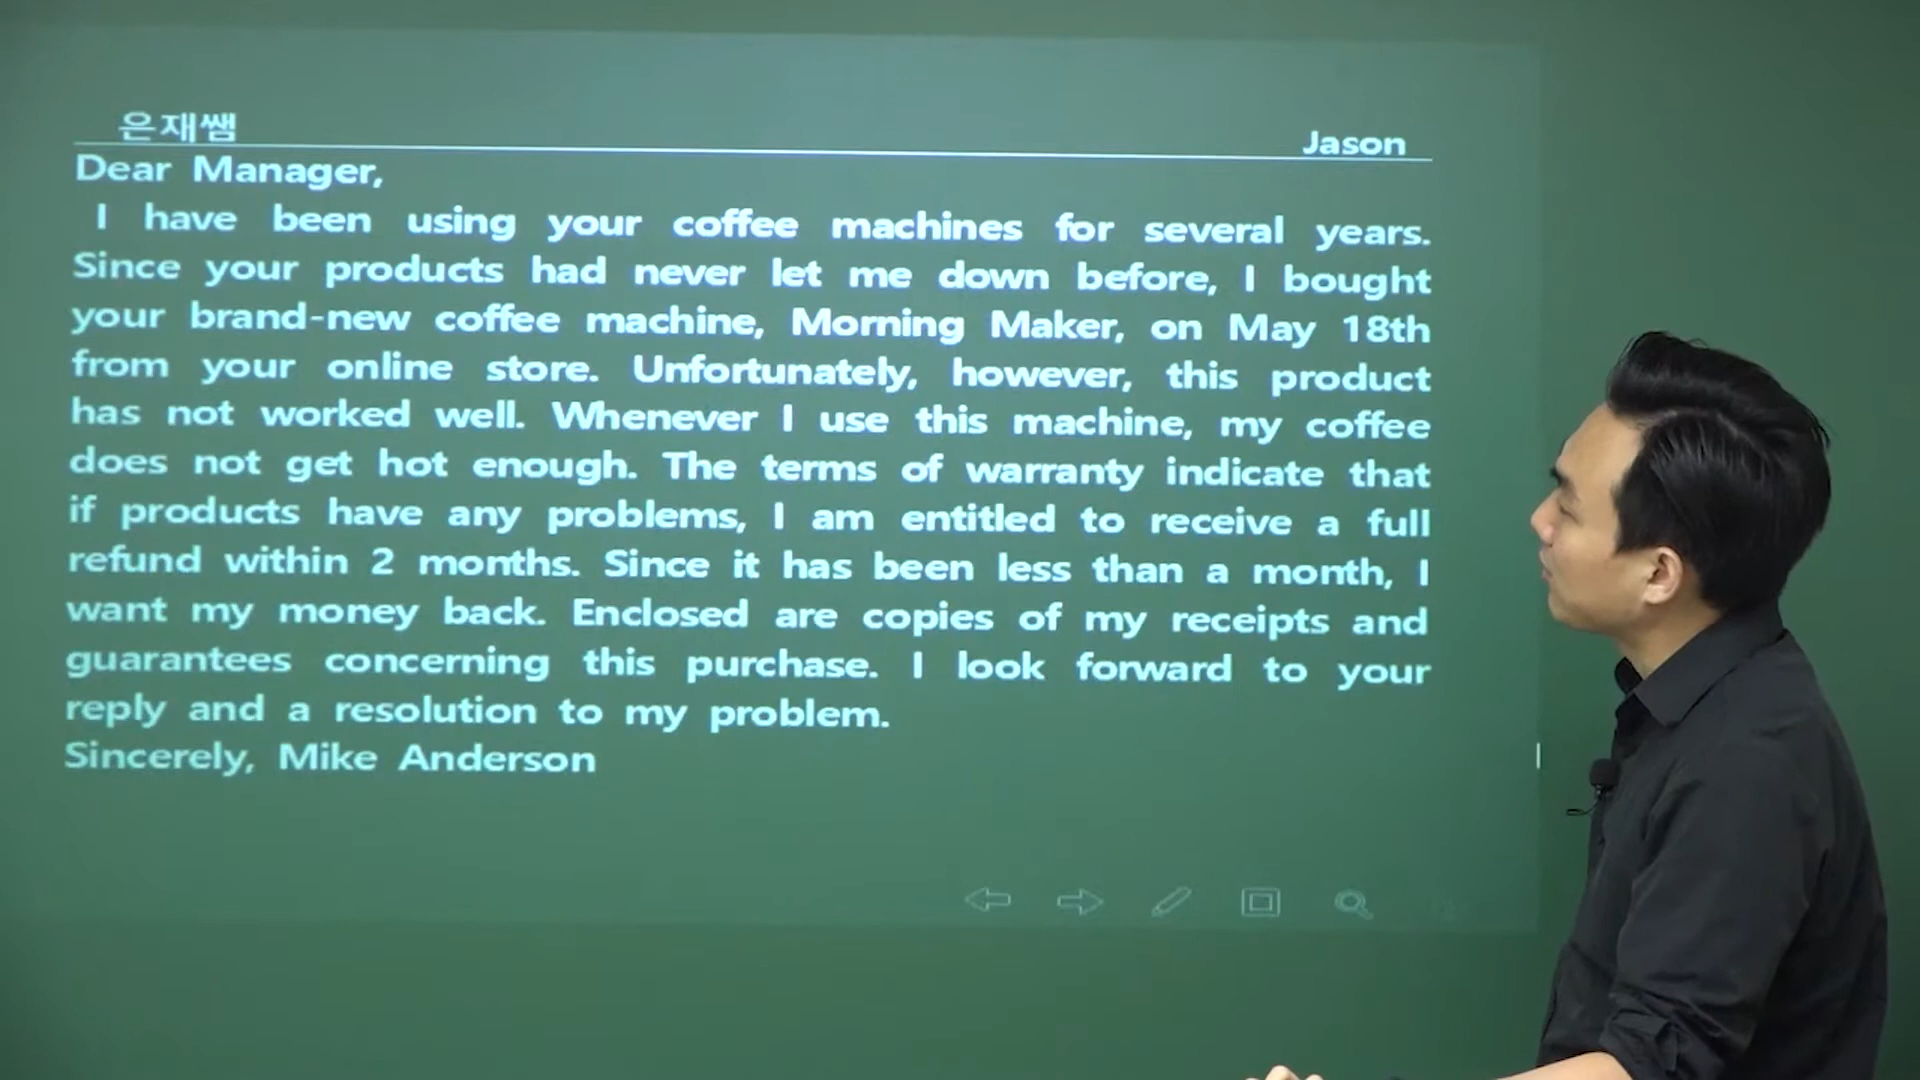 은재쌤
Jason
Dear Manager,
I have been using your coffee machines for several years.
Since your products had never let me down before, I bought
your brand-new coffee machine, Morning Maker, on May 18th
from your online store. Unfortunately, however, this product
has not worked well. Whenever I use this machine, my coffee
does not get hot enough. The terms of warranty indicate that
if products have any problems, I am entitled to receive a full
refund within 2 months. Since it has been less than a month, I
want my money back. Enclosed are copies of my receipts and
guarantees concerning this purchase. I look forward to your
reply and a resolution to my problem.
Sincerely, Mike Anderson